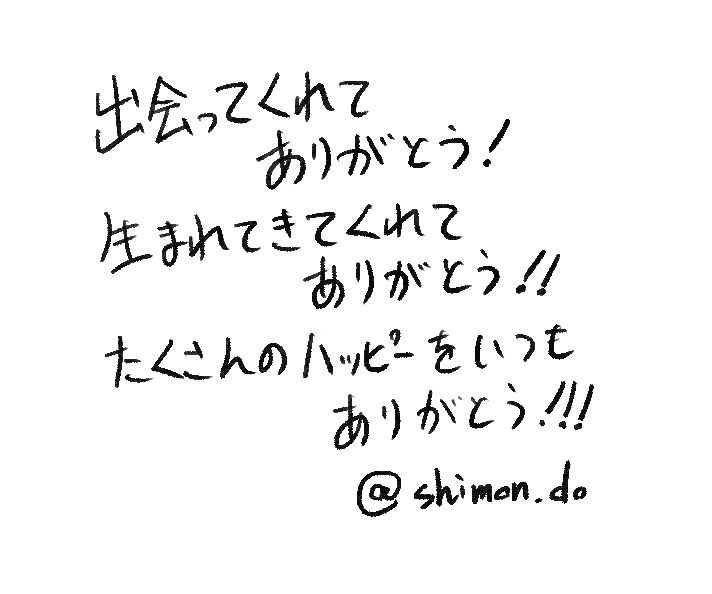 出会ってくれて
ありがとう!
生まれてきてくれて
ありがとう!!
たくさんのハッピーをいつも
ありがとう!!!
@shimon.do